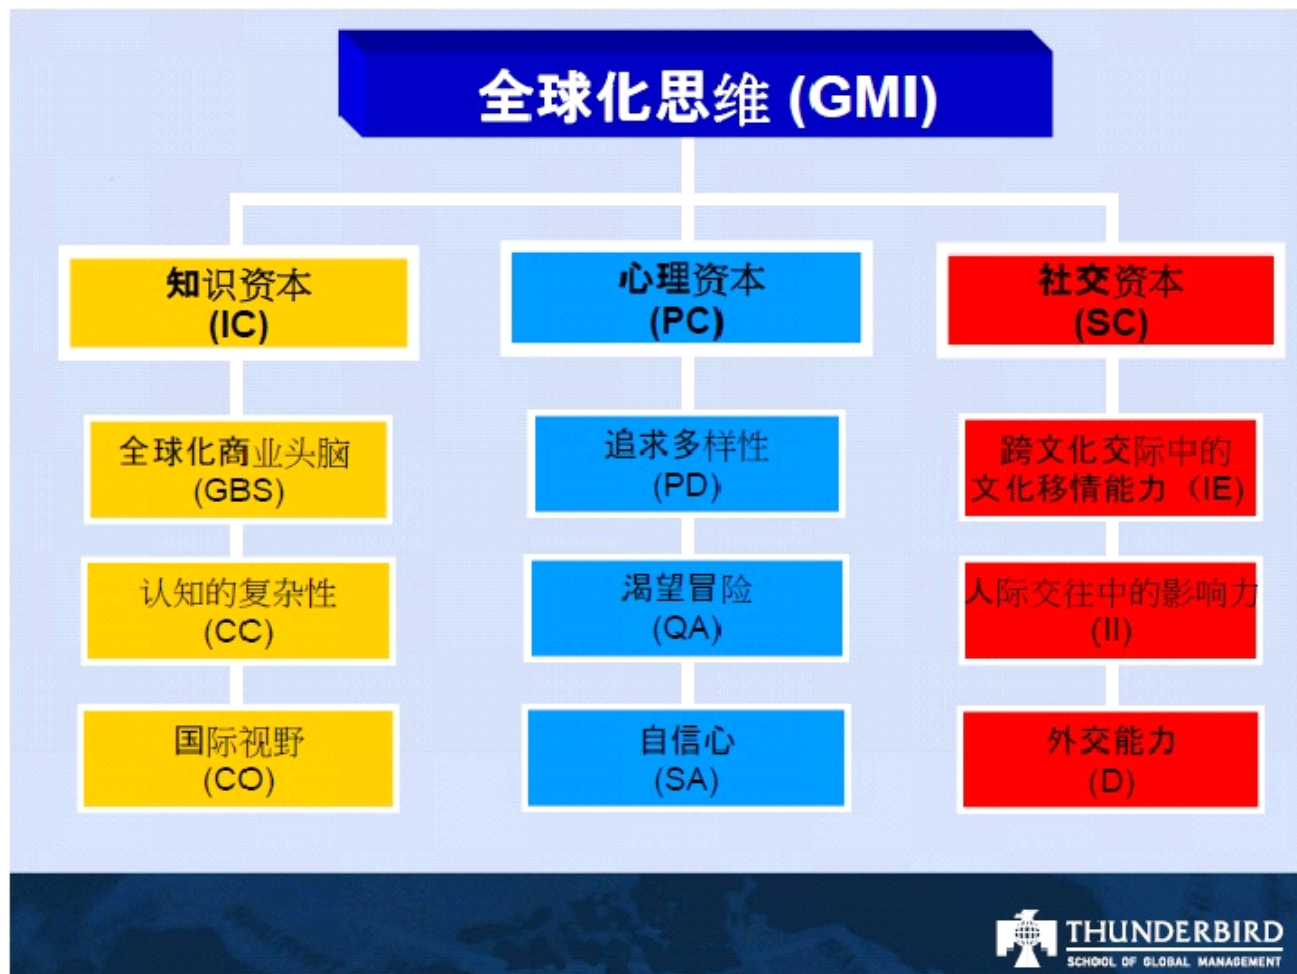 全球化思维 (GMI)
知识资本
(IC)
全球化商业头脑
(GBS)
认知的复杂性
(CC)
国际视野
(CO)
心理资本
(PC)
追求多样性
(PD)
渴望冒险
(QA)
自信心
(SA)
社交资本
(SC)
跨文化交际中的
文化移情能力（IE)
人际交往中的影响力
(II)
外交能力
(D)
THUNDERBIRD
SCHOOL OF GLOBAL MANAGEMENT